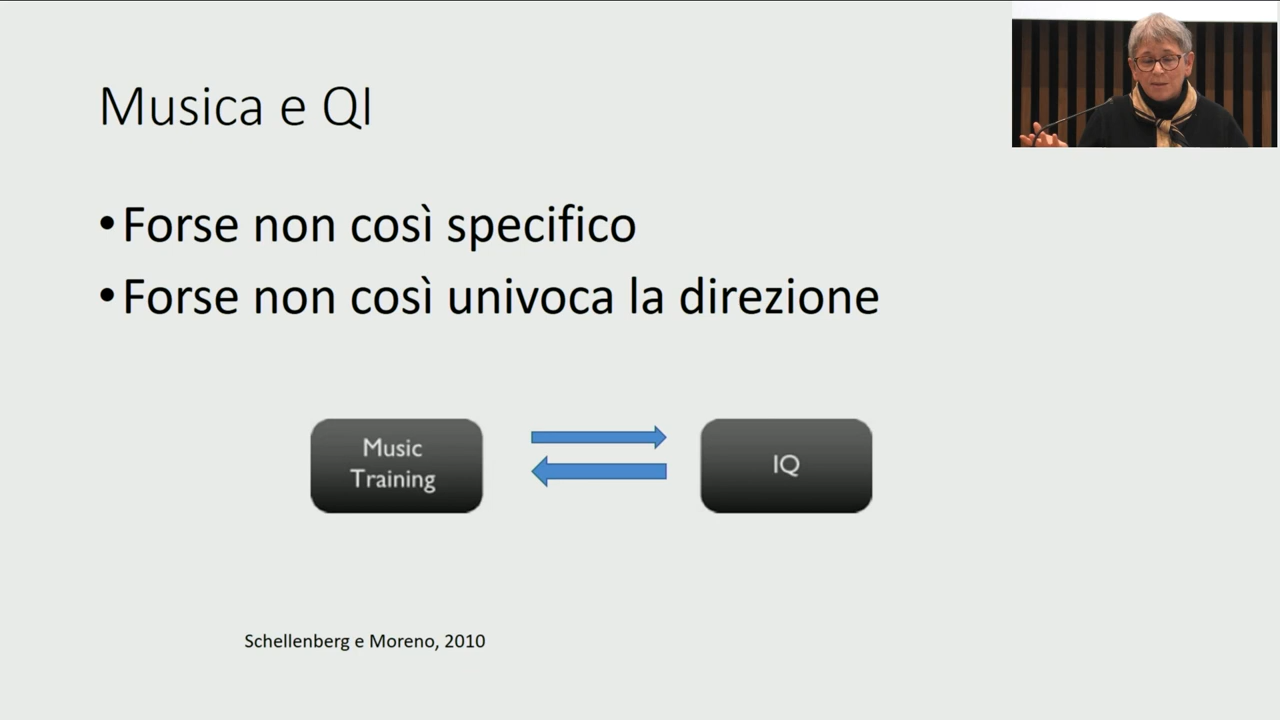 Musica e QI
•Forse non così specifico
•Forse non così univoca la direzione
Music
Training
IQ
Schellenberg e Moreno, 2010